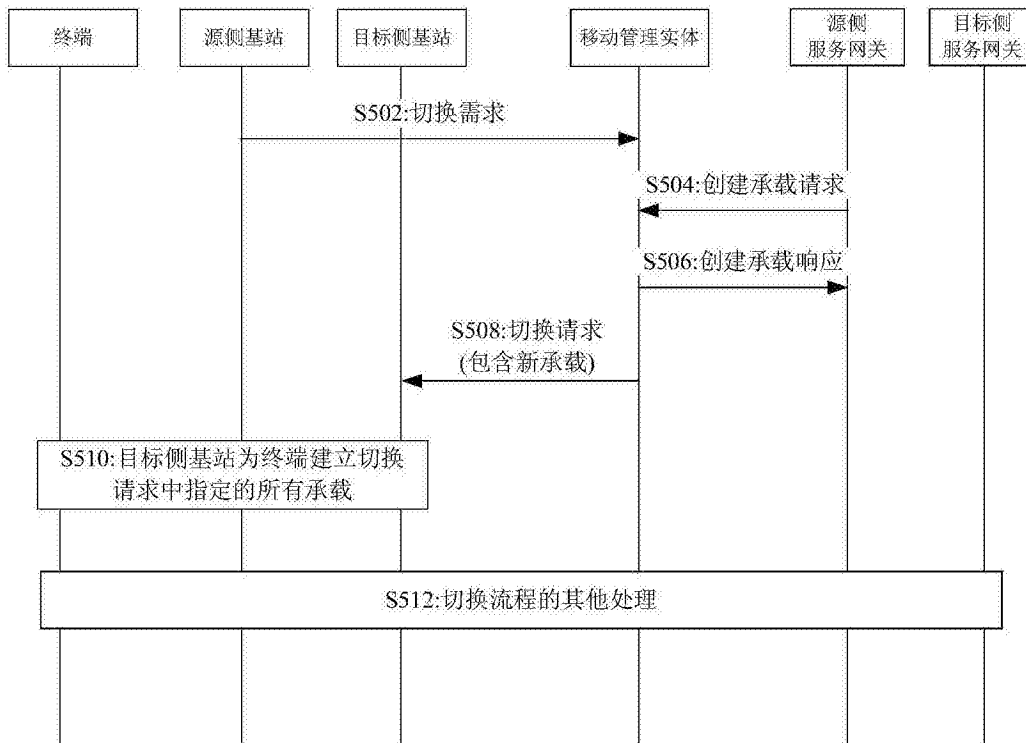 终端
源侧基站
目标侧基站
移动管理实体
源侧
服务网关
目标侧
服务网关
S502:切换需求
S504:创建承载请求
S506:创建承载响应
S508:切换请求
(包含新承载)
S510:目标侧基站为终端建立切换
请求中指定的所有承载
S512:切换流程的其他处理